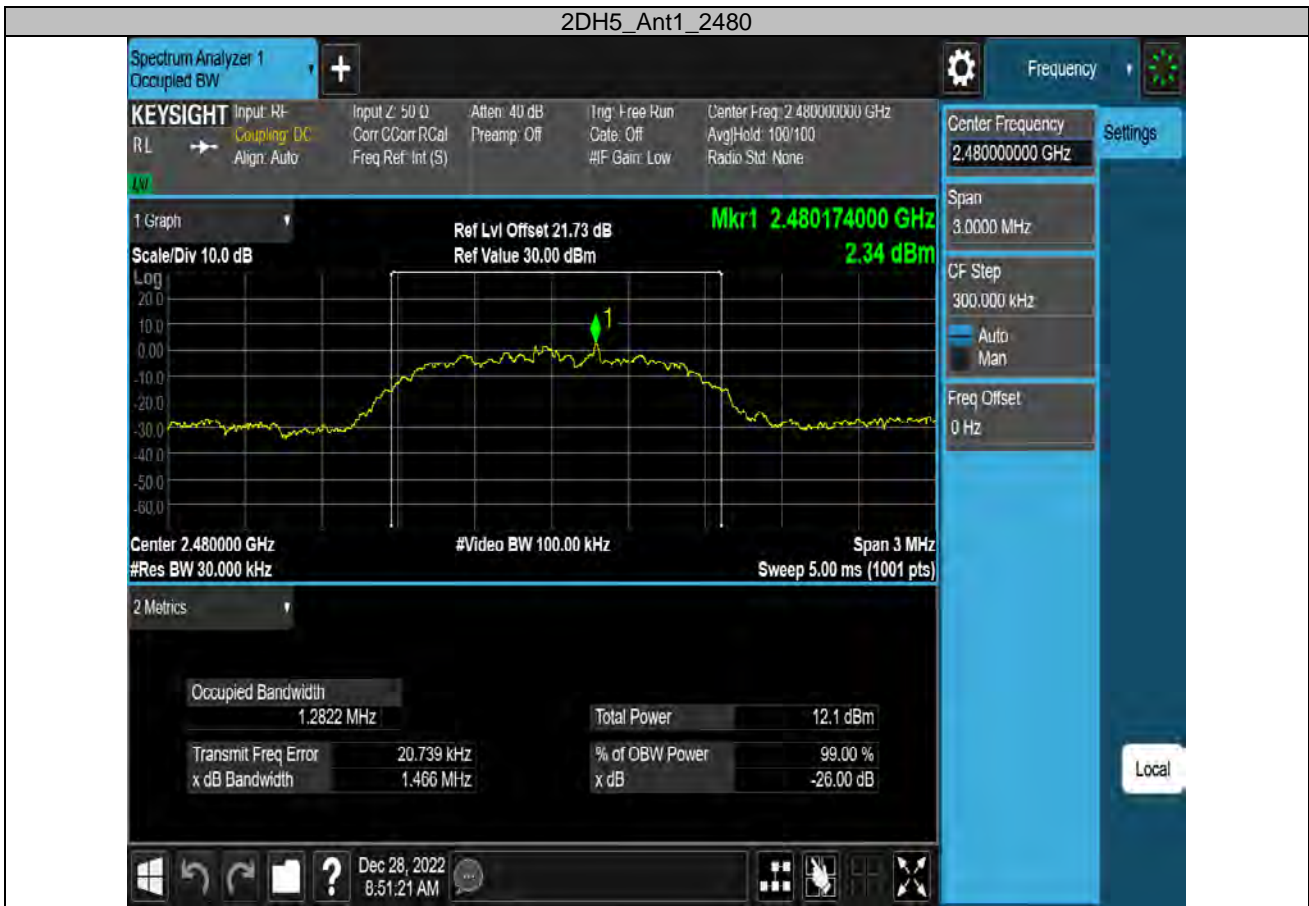 2DH5_Ant1_2480
Spectrum Analyzer 1
Occupied BW
+
Frequency
KEYSIGHT
RL
Input: RF
Coupling: DC
Align: Auto
Input Z: 50 Ω
Corr CCorr RCal
Freq Ref: Int (S)
Atten: 40 dB
Preamp: Off
Trig: Free Run
Gate: Off
#IF Gain: Low
Center Freq: 2.480000000 GHz
Avg|Hold: 100/100
Radio Std: None
Center Frequency
2.480000000 GHz
Settings
Span
3.0000 MHz
CF Step
300.000 kHz
Auto
Man
Freq Offset
0 Hz
1 Graph
Scale/Div 10.0 dB
Ref Lvl Offset 21.73 dB
Ref Value 30.00 dBm
Mkr1 2.480174000 GHz
2.34 dBm
Log
20.0
10.0
0.00
-10.0
-20.0
-30.0
-40.0
-50.0
-60.0
1
Center 2.480000 GHz
#Video BW 100.00 kHz
Span 3 MHz
#Res BW 30.000 kHz
Sweep 5.00 ms (1001 pts)
2 Metrics
Occupied Bandwidth
1.2822 MHz
Total Power 12.1 dBm
Transmit Freq Error 20.739 kHz
% of OBW Power 99.00 %
x dB Bandwidth 1.466 MHz
x dB -26.00 dB
Local
?
Dec 28, 2022
8:51:21 AM